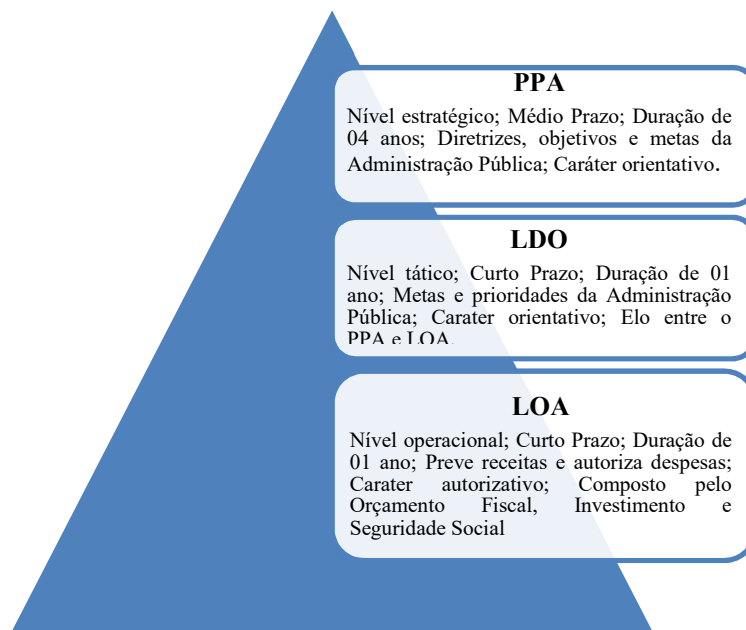 PPA
Nível estratégico; Médio Prazo; Duração de
04 anos; Diretrizes, objetivos e metas da
Administração Pública; Caráter orientativo.
LDO
Nível tático; Curto Prazo; Duração de 01
ano; Metas e prioridades da Administração
Pública; Carater orientativo; Elo entre o
PPA e LOA.
LOA
Nível operacional; Curto Prazo; Duração de
01 ano; Preve receitas e autoriza despesas;
Carater autorizativo; Composto pelo
Orçamento Fiscal, Investimento e
Seguridade Social